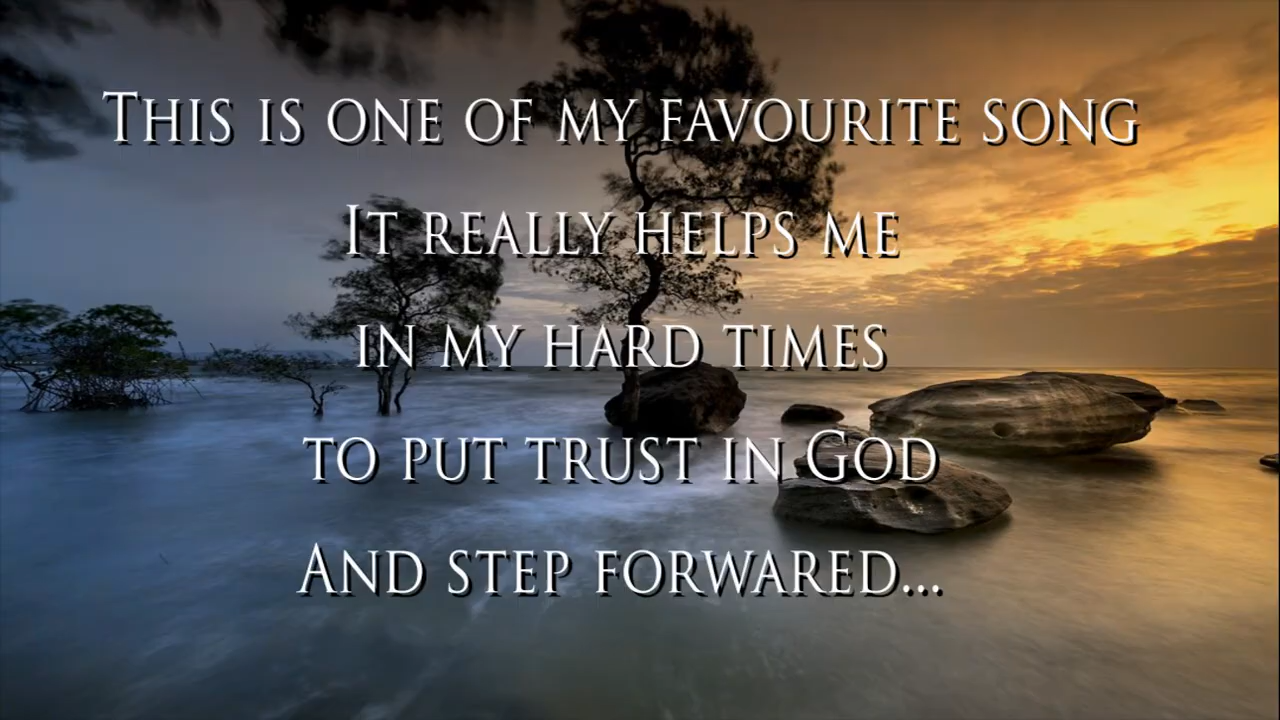 This is one of my favourite song
It really helps me
in my hard times
to put trust in God
And step forwared...